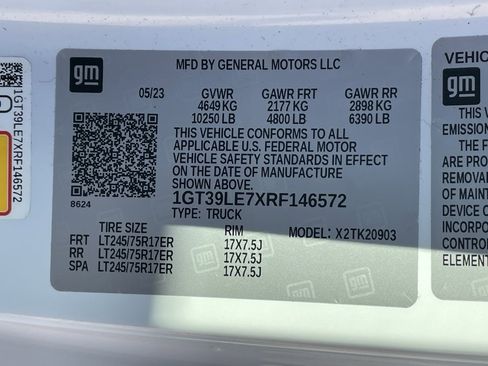 gm
MFD BY GENERAL MOTORS LLC
05/23 GVWR GAWR FRT GAWR RR
4649 KG 2177 KG 2898 KG
10250 LB 4800 LB 6390 LB
THIS VEHICLE CONFORMS TO ALL
APPLICABLE U.S. FEDERAL MOTOR
VEHICLE SAFETY STANDARDS IN EFFECT
ON THE DATE OF MANUFACTURE
SHOWN ABOVE.
8624
1GT39LE7XRF146572
TYPE: TRUCK
TIRE SIZE RIM MODEL: X2TK20903
FRT LT245/75R17ER 17X7.5J
RR LT245/75R17ER 17X7.5J
SPA LT245/75R17ER 17X7.5J
1GT39LE7XRF146572
gm
VEHIC
THIS VEH
EMISSION
PROHIBIT
REMOVAL
OF MAINT
DEVICE O
INCORPO
CONTROL
ELEMENT